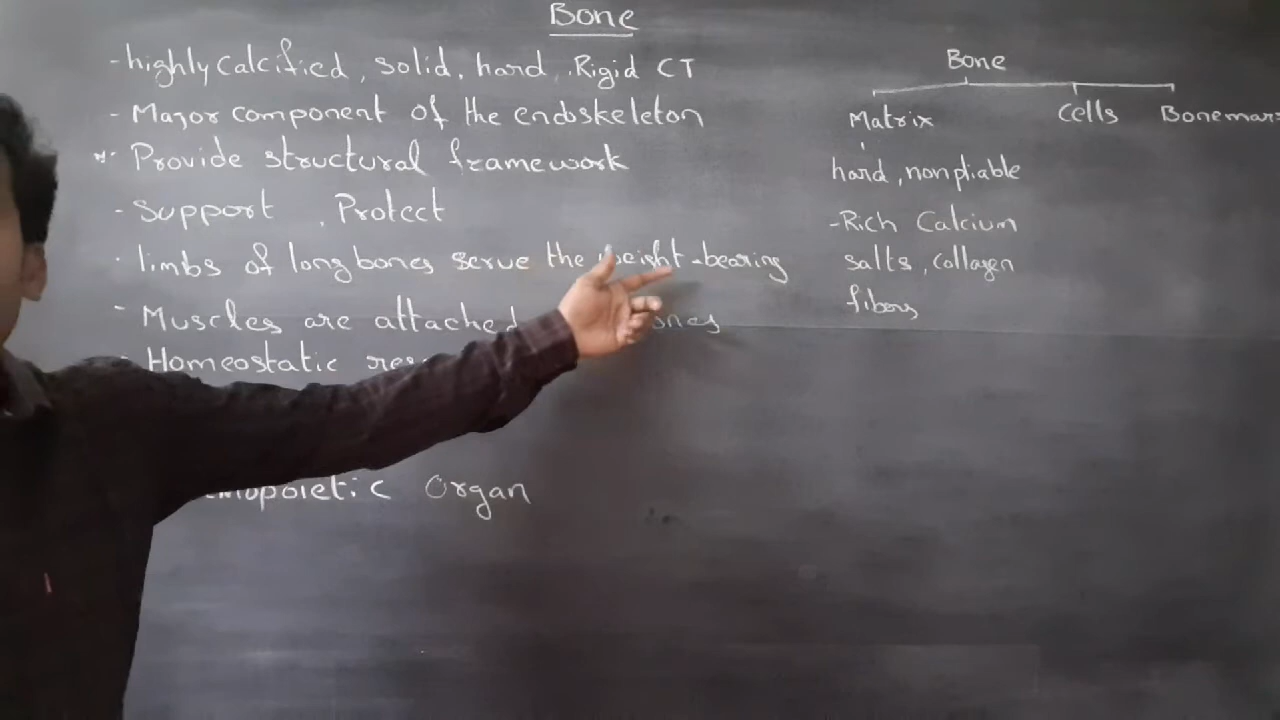 Bone
- highly calcified, solid, hard, Rigid CT
- Major component of the endoskeleton
Provide structural framework
- Support, Protect
. limbs of long bones serve the weight-bearing
- Muscles are attached
. Homeostatic
Organ
Bone
Matrix Cells
hard, nonpliable
- Rich Calcium
salts, collagen
fibers